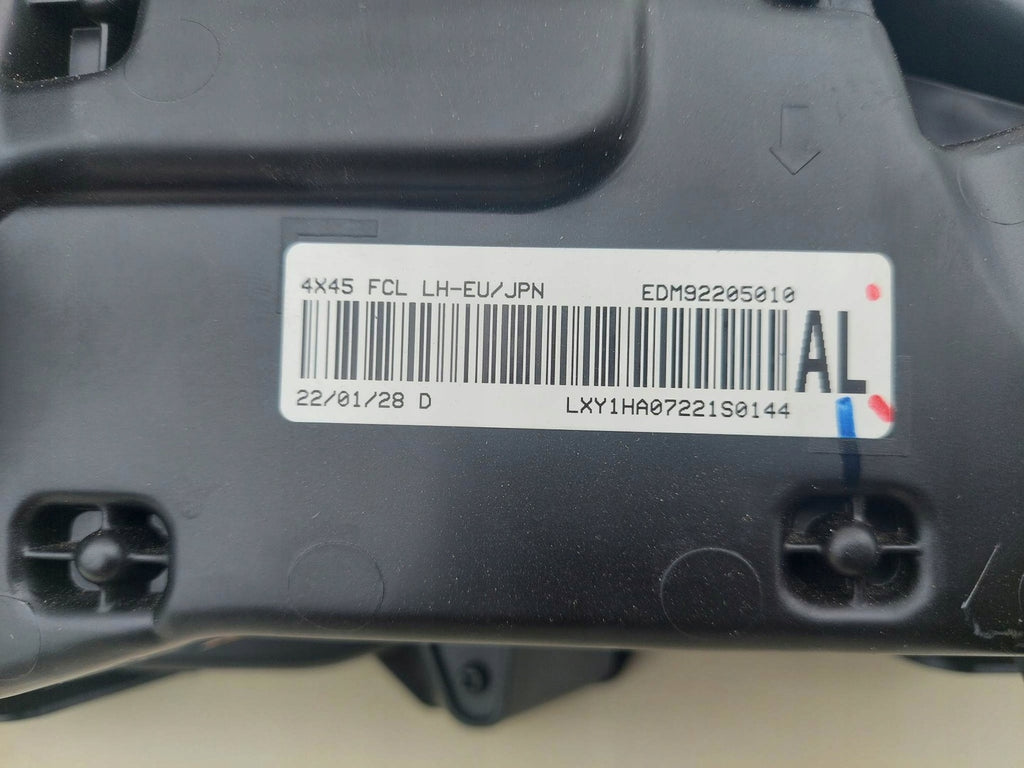 4X45 FCL LH-EU/JPN EDM92205010
AL
22/01/28 D LXY1HA07221S0144